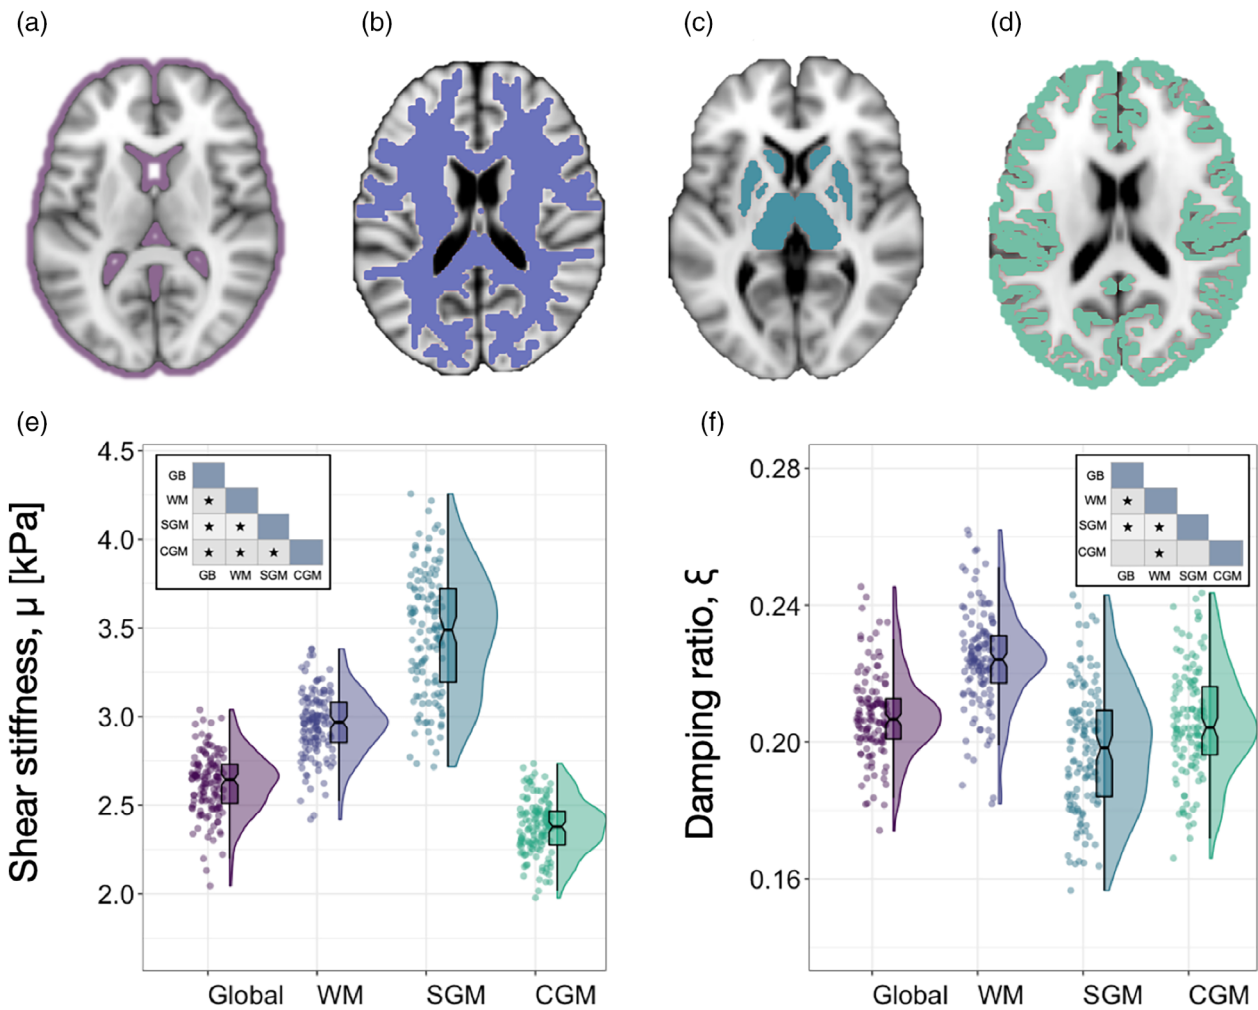 (a)
(b)
(c)
(d)
(e)
Shear stiffness, μ [kPa]
4.5
4.0
3.5
3.0
2.5
2.0
GB
WM ★
SGM ★ ★
CGM ★ ★ ★
GB WM SGM CGM
Global WM SGM CGM
(f)
Damping ratio, ξ
0.28
0.24
0.20
0.16
GB
WM ★
SGM ★ ★
CGM ★
GB WM SGM CGM
Global WM SGM CGM